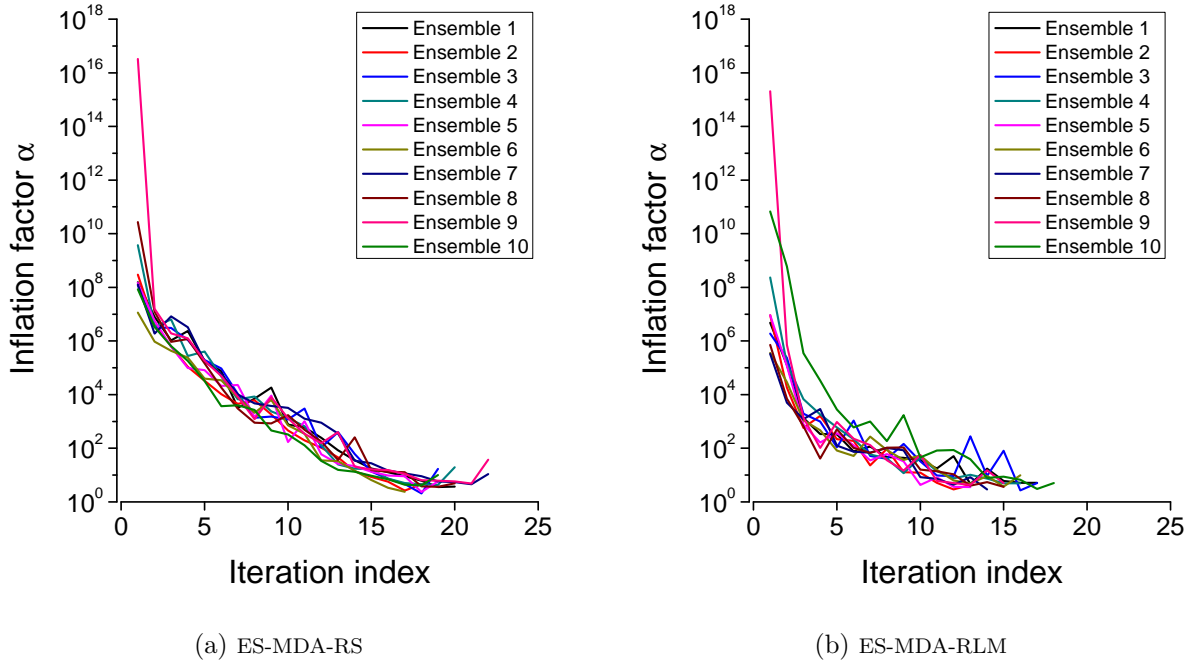 10^18
10^16
10^14
10^12
10^10
10^8
10^6
10^4
10^2
10^0
Inflation factor α
0 5 10 15 20 25
Iteration index
Ensemble 1
Ensemble 2
Ensemble 3
Ensemble 4
Ensemble 5
Ensemble 6
Ensemble 7
Ensemble 8
Ensemble 9
Ensemble 10
(a) ES-MDA-RS
10^18
10^16
10^14
10^12
10^10
10^8
10^6
10^4
10^2
10^0
Inflation factor α
0 5 10 15 20 25
Iteration index
Ensemble 1
Ensemble 2
Ensemble 3
Ensemble 4
Ensemble 5
Ensemble 6
Ensemble 7
Ensemble 8
Ensemble 9
Ensemble 10
(b) ES-MDA-RLM